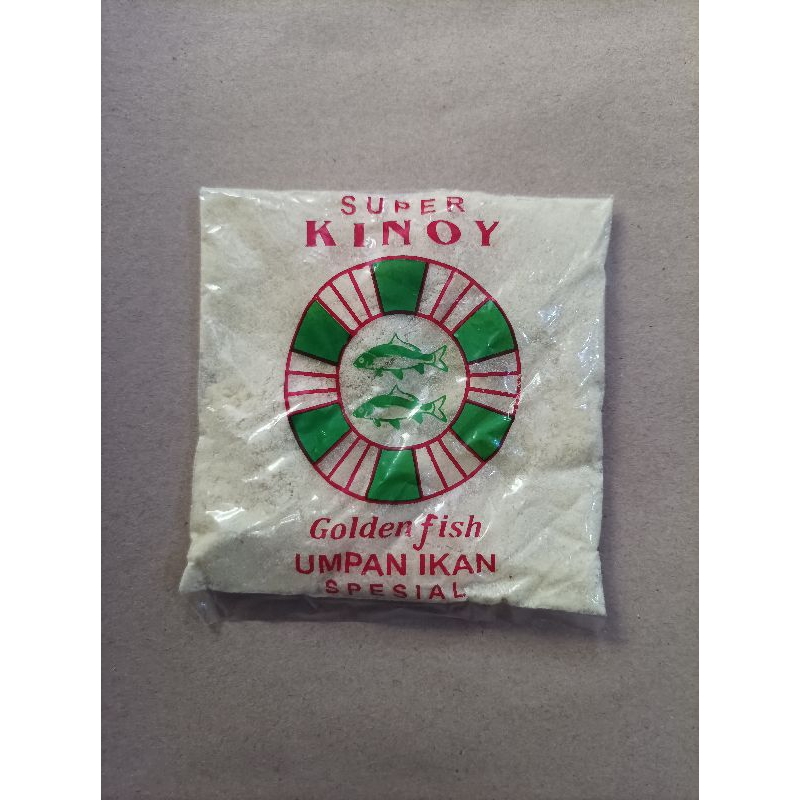 SUPER
KINOY
Golden fish
UMPAN IKAN
SPESIAL